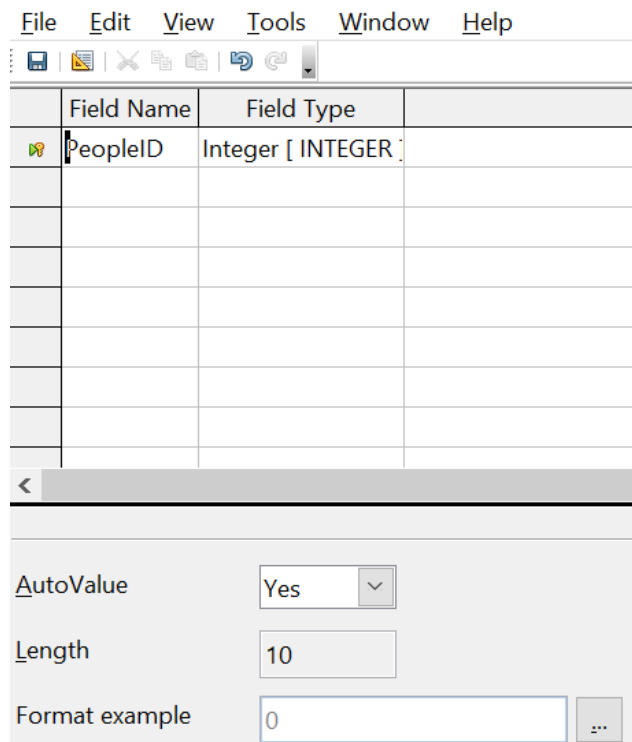 File Edit View Tools Window Help
Field Name Field Type
PeopleID Integer [ INTEGER ]
AutoValue Yes
Length 10
Format example 0 ...